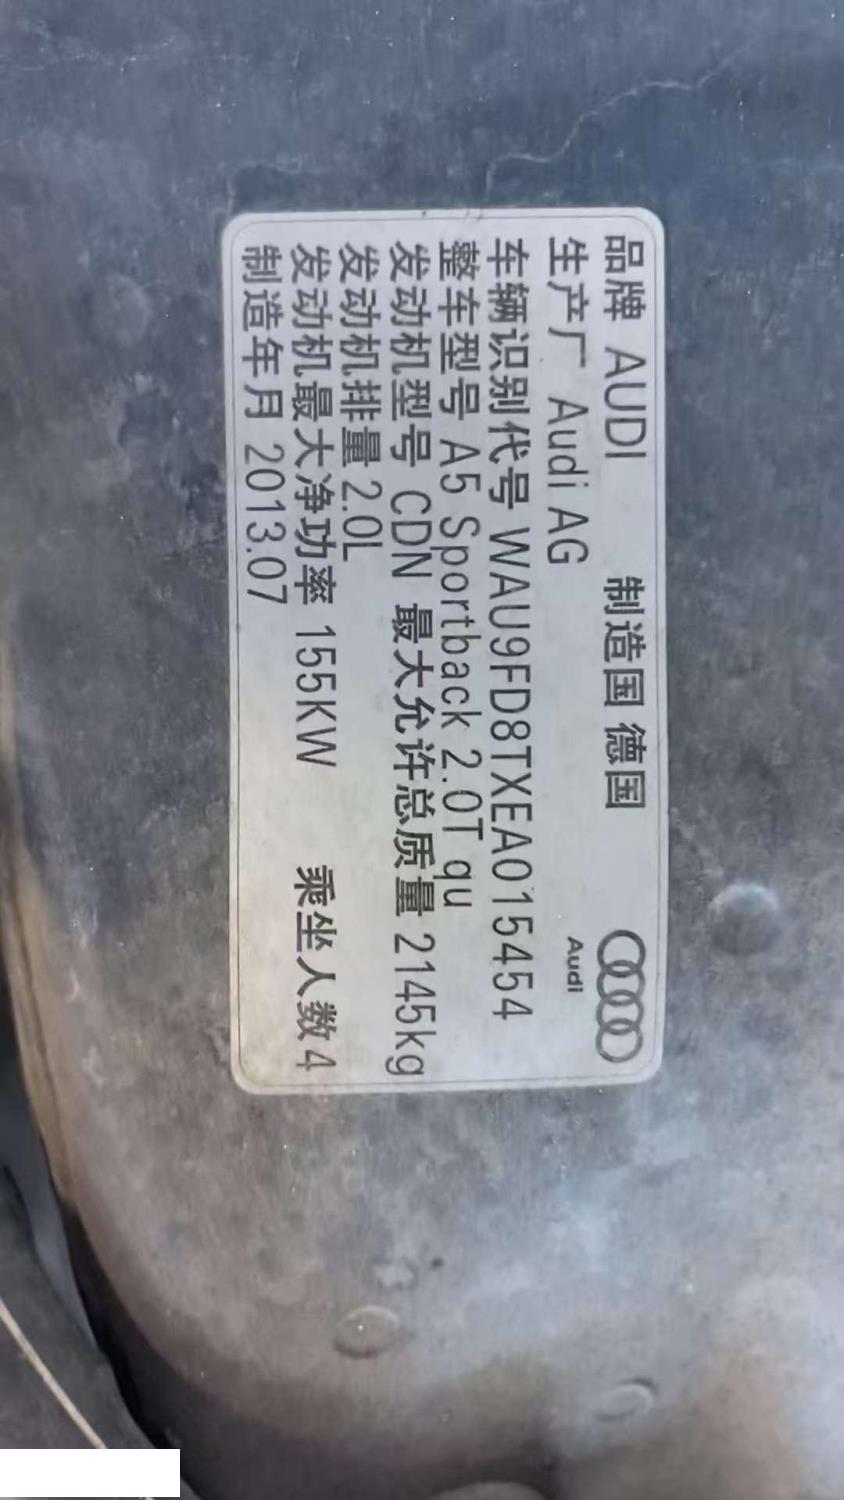 品牌 AUDI 制造国 德国
生产厂 Audi AG
Audi
车辆识别代号 WAU9FD8TXEA015454
整车型号 A5 Sportback 2.0T qu
发动机型号 CDN 最大允许总质量 2145kg
发动机排量 2.0L
发动机最大净功率 155KW 乘坐人数 4
制造年月 2013.07